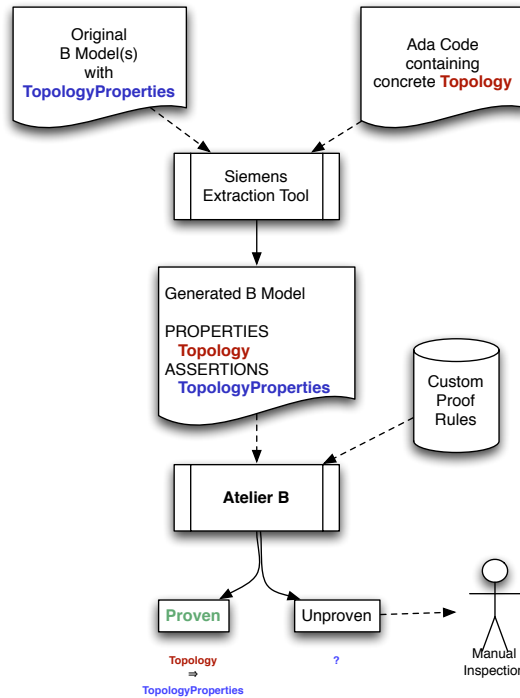 Original
B Model(s)
with
TopologyProperties
Ada Code
containing
concrete Topology
Siemens
Extraction Tool
Generated B Model
PROPERTIES
Topology
ASSERTIONS
TopologyProperties
Custom
Proof
Rules
Atelier B
Proven
Unproven
Topology
⇒
TopologyProperties
?
Manual
Inspection